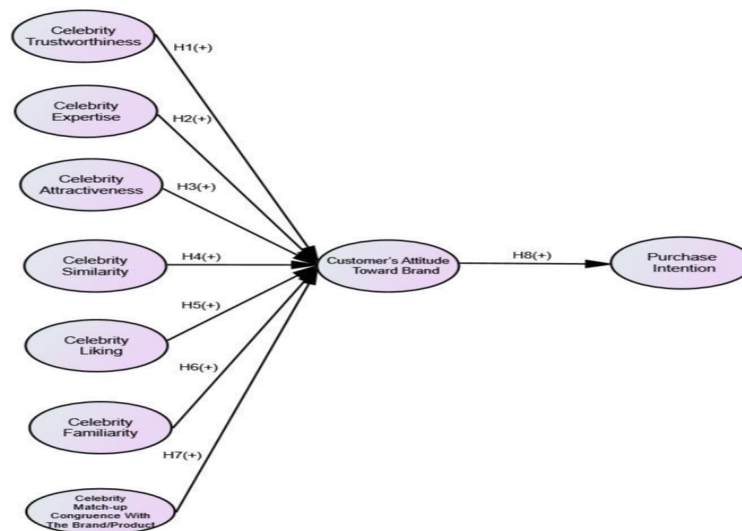 Celebrity
Trustworthiness
H1(+)
Celebrity
Expertise
H2(+)
Celebrity
Attractiveness
H3(+)
Celebrity
Similarity
H4(+)
Customer's Attitude
Toward Brand
H8(+)
Purchase
Intention
Celebrity
Liking
H5(+)
Celebrity
Familiarity
H6(+)
H7(+)
Celebrity
Match-up
Congruence With
The Brand/Product